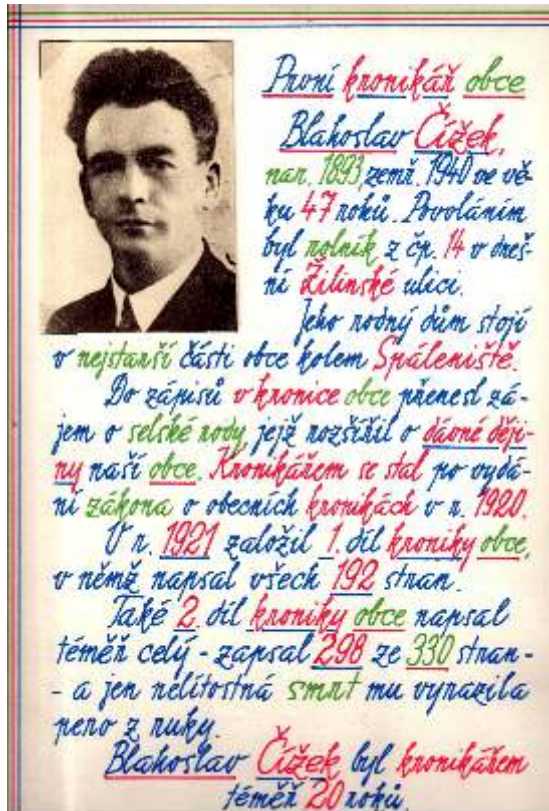 První kronikář obce
Blahoslav Čížek,
nar. 1893, zemř. 1940 ve vě-
ku 47 roků. Povoláním
byl rolník z čp. 14 v dneš-
ní Žilinské ulici.
Jeho rodný dům stojí
v nejstarší části obce kolem Spáleniště.
Do zápisů v kronice obce přenesl zá-
jem o selské rody, jejž rozšířil o dávné ději-
ny naší obce. Kronikářem se stal po vydá-
ní zákona o obecních kronikách v r. 1920.
V r. 1921 založil 1. díl kroniky obce,
v němž napsal všech 192 stran.
Také 2. díl kroniky obce napsal
téměř celý - zapsal 298 ze 330 stran -
- a jen nelítostná smrt mu vyrazila
pero z ruky.
Blahoslav Čížek byl kronikářem
téměř 20 roků.